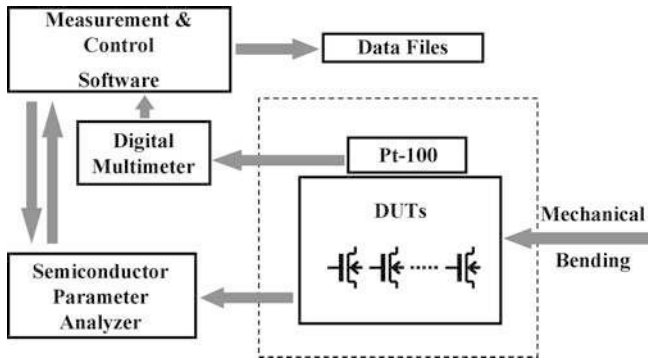 Measurement &
Control
Software
Data Files
Digital
Multimeter
Pt-100
DUTs
Mechanical
Bending
Semiconductor
Parameter
Analyzer